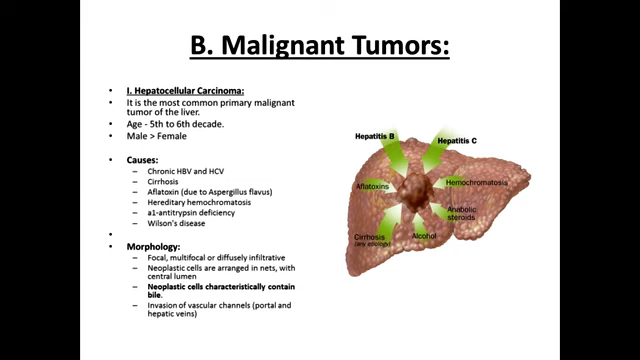 B. Malignant Tumors:
I. Hepatocellular Carcinoma:
It is the most common primary malignant
tumor of the liver.
Age - 5th to 6th decade.
Male > Female
Causes:
Chronic HBV and HCV
Cirrhosis
Aflatoxin (due to Aspergillus flavus)
Hereditary hemochromatosis
a1-antitrypsin deficiency
Wilson's disease
Morphology:
Focal, multifocal or diffusely infiltrative
Neoplastic cells are arranged in nets, with
central lumen
Neoplastic cells characteristically contain
bile.
Invasion of vascular channels (portal and
hepatic veins)
Hepatitis B
Hepatitis C
Aflatoxins
Hemochromatosis
Anabolic
steroids
Cirrhosis
(any etiology)
Alcohol